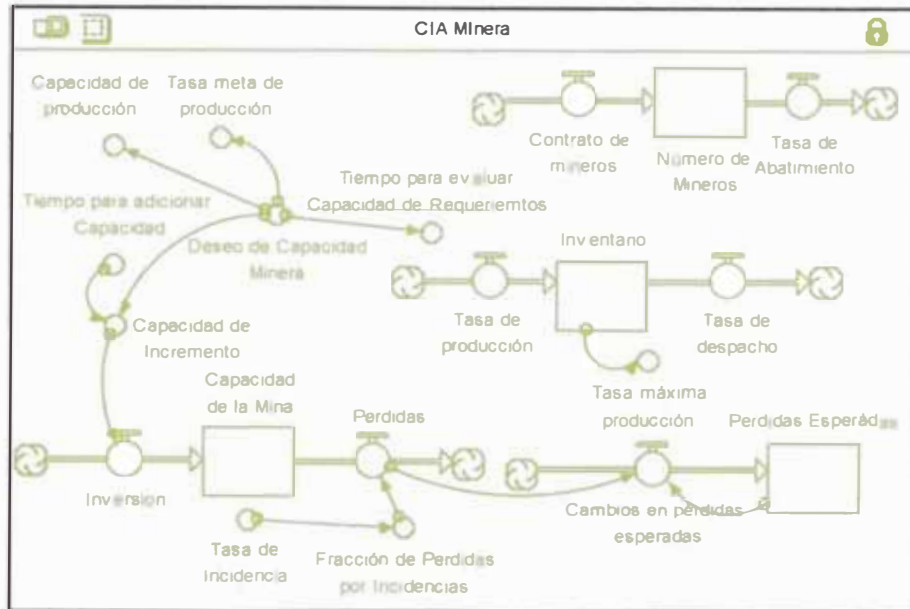 CIA Minera
Capacidad de
producción
Tasa meta de
producción
Contrato de
mineros
Número de
Mineros
Tasa de
Abatimiento
Tiempo para adicionar
Capacidad
Tiempo para evaluar
Capacidad de Requeriemtos
Deseo de Capacidad
Minera
Inventario
Tasa de
producción
Tasa de
despacho
Capacidad de
Incremento
Tasa máxima
producción
Capacidad
de la Mina
Perdidas
Perdidas Esperadas
Inversion
Cambios en perdidas
esperadas
Tasa de
Incidencia
Fracción de Perdidas
por Incidencias